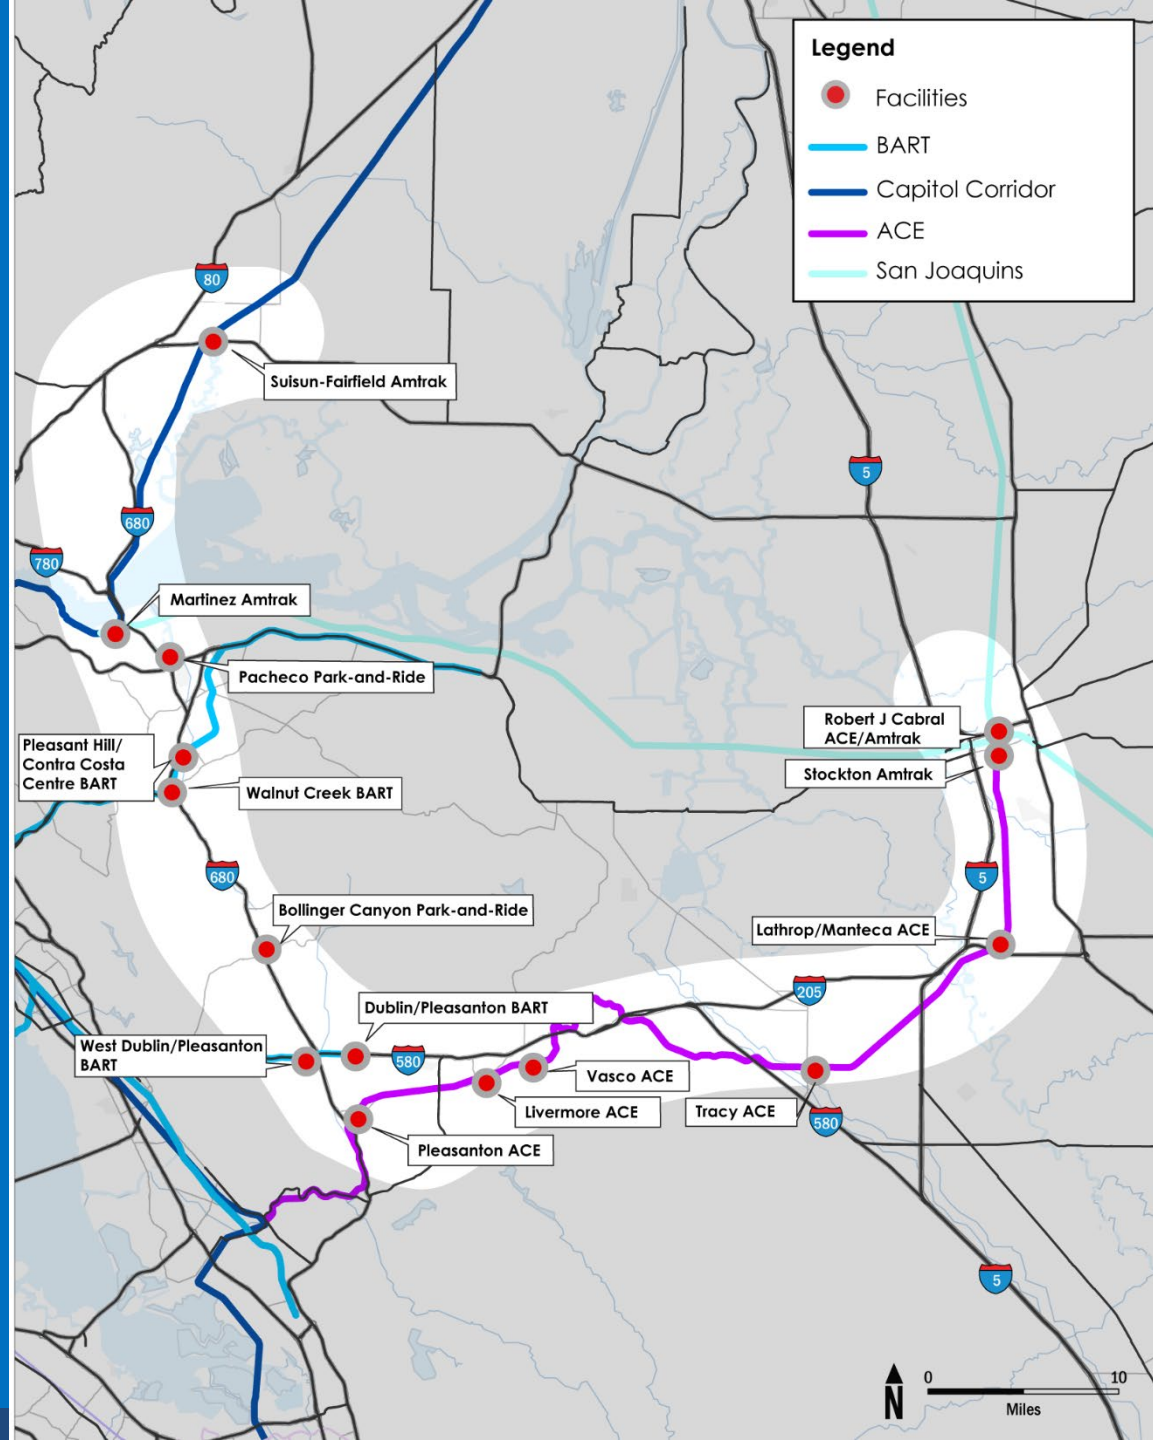 Legend
Facilities
BART
Capitol Corridor
ACE
San Joaquins
80
Suisun-Fairfield Amtrak
5
680
780
Martinez Amtrak
Pacheco Park-and-Ride
Robert J Cabral
ACE/Amtrak
Pleasant Hill/
Contra Costa
Centre BART
Stockton Amtrak
Walnut Creek BART
680
5
Bollinger Canyon Park-and-Ride
Lathrop/Manteca ACE
205
Dublin/Pleasanton BART
West Dublin/Pleasanton
BART
580
Vasco ACE
Livermore ACE
Tracy ACE
580
Pleasanton ACE
5
N
0
10
Miles